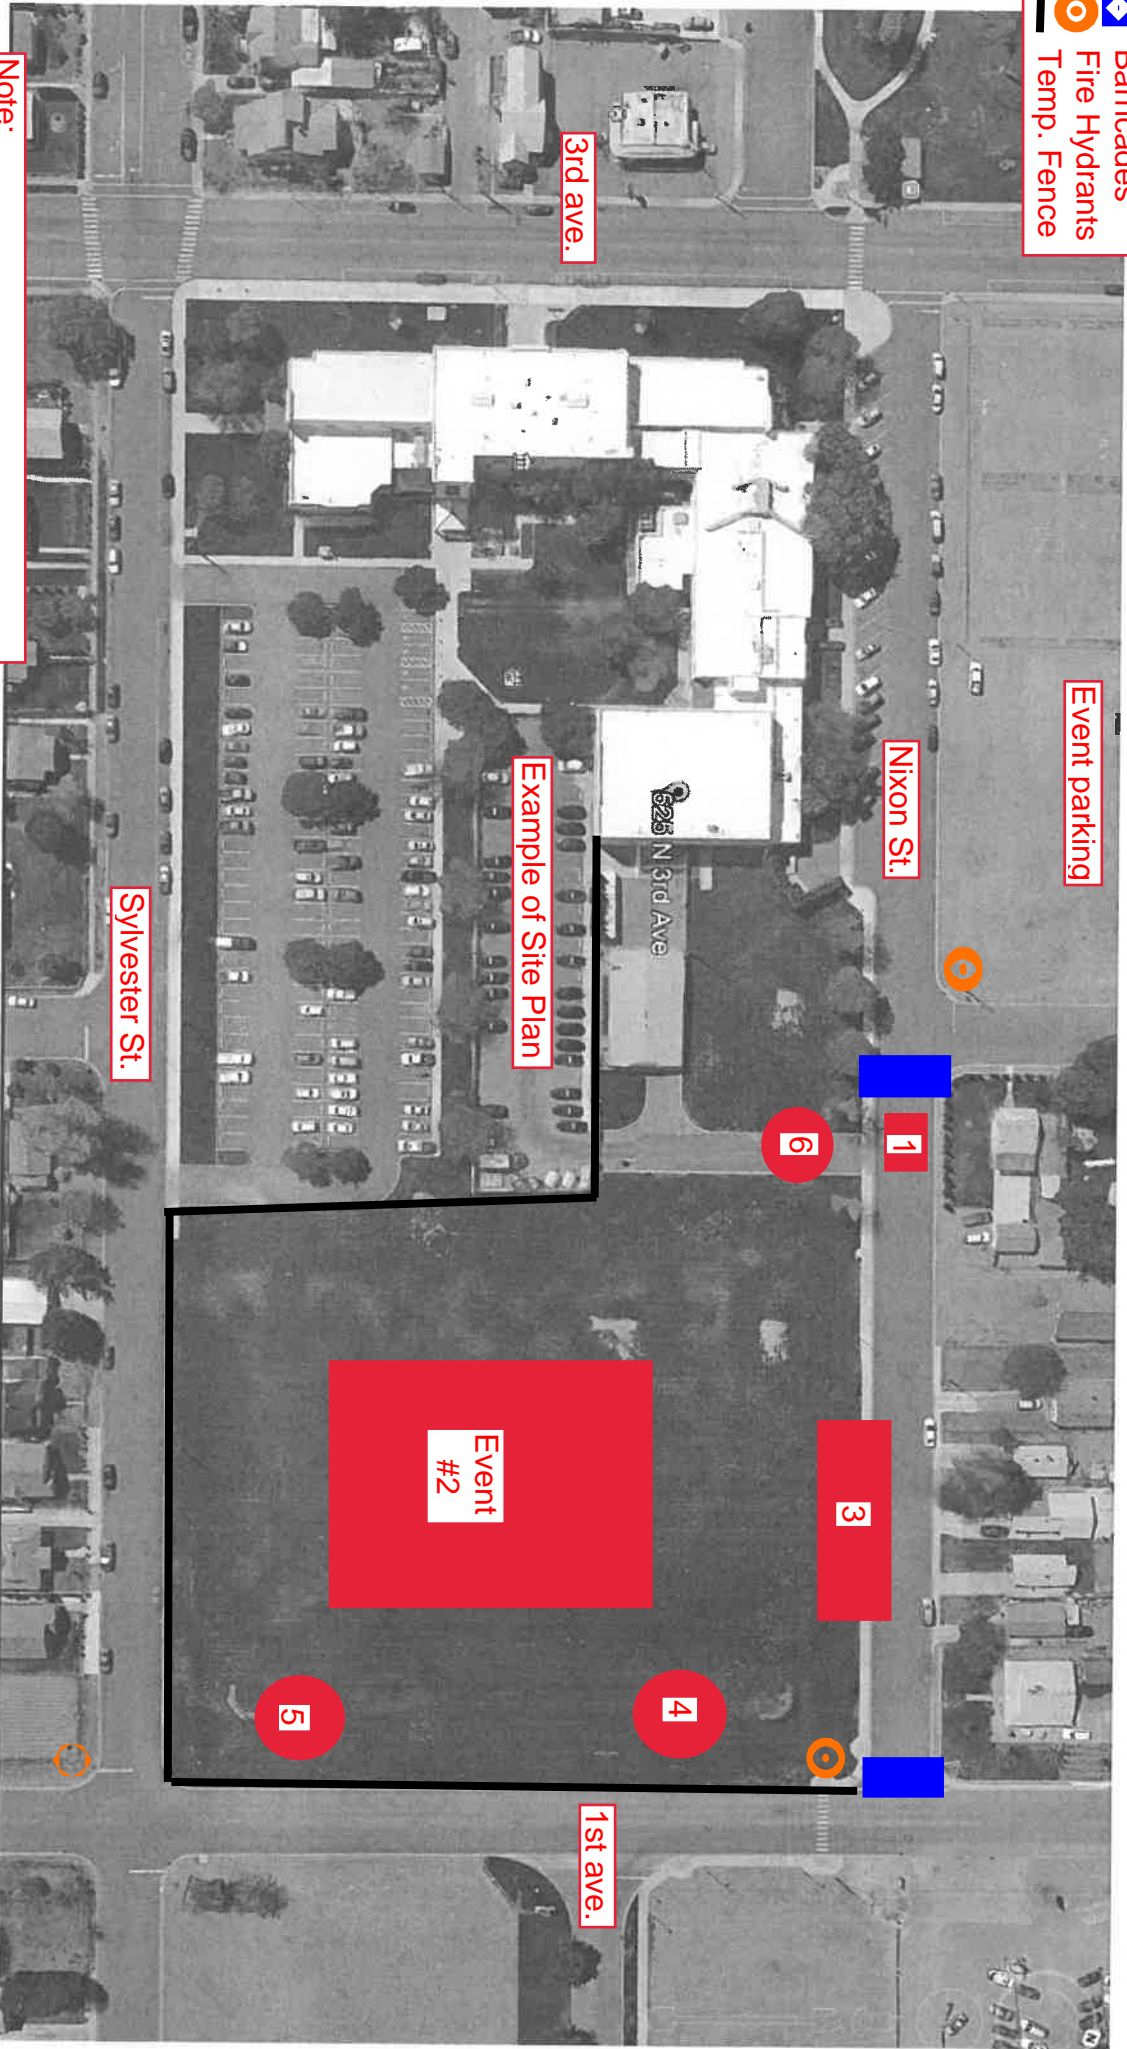 Barricades
Fire Hydrants
Temp. Fence
Event parking
Nixon St.
3rd ave.
625 N 3rd Ave
Example of Site Plan
Sylvester St.
Note:
1
6
3
Event
#2
4
5
1st ave.